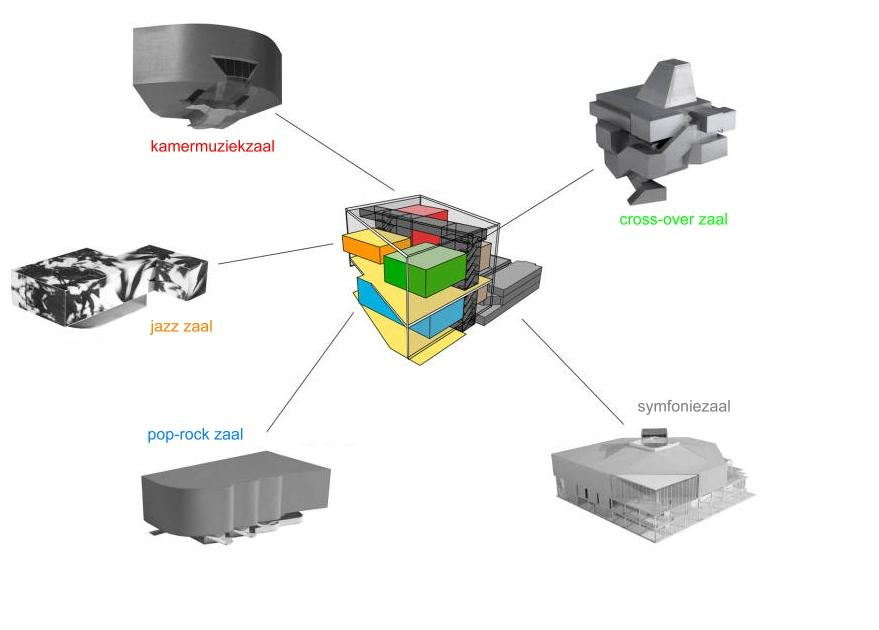 kamermuziekzaal
cross-over zaal
jazz zaal
pop-rock zaal
symfoniezaal